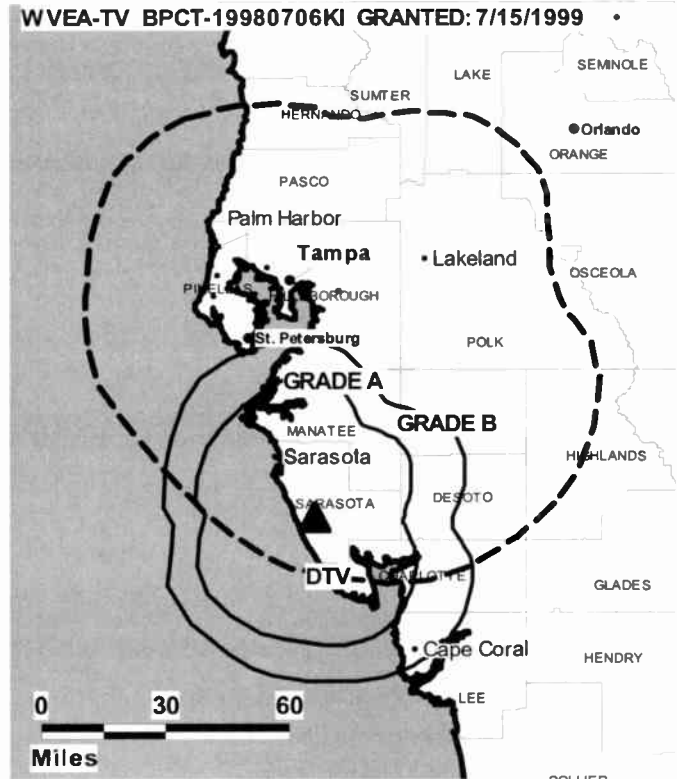 WVEA-TV BPCT-19980706KI GRANTED: 7/15/1999
SEMINOLE
LAKE
SUMTER
HERNANDO
Orlando
ORANGE
PASCO
Palm Harbor
Tampa
Lakeland
OSCEOLA
PINELLAS
HILLSBOROUGH
St. Petersburg
POLK
GRADE A
GRADE B
MANATEE
Sarasota
HIGHLANDS
SARASOTA
DESOTO
DTV
CHARLOTTE
GLADES
Cape Coral
HENDRY
LEE
0 30 60
Miles
COLLIER